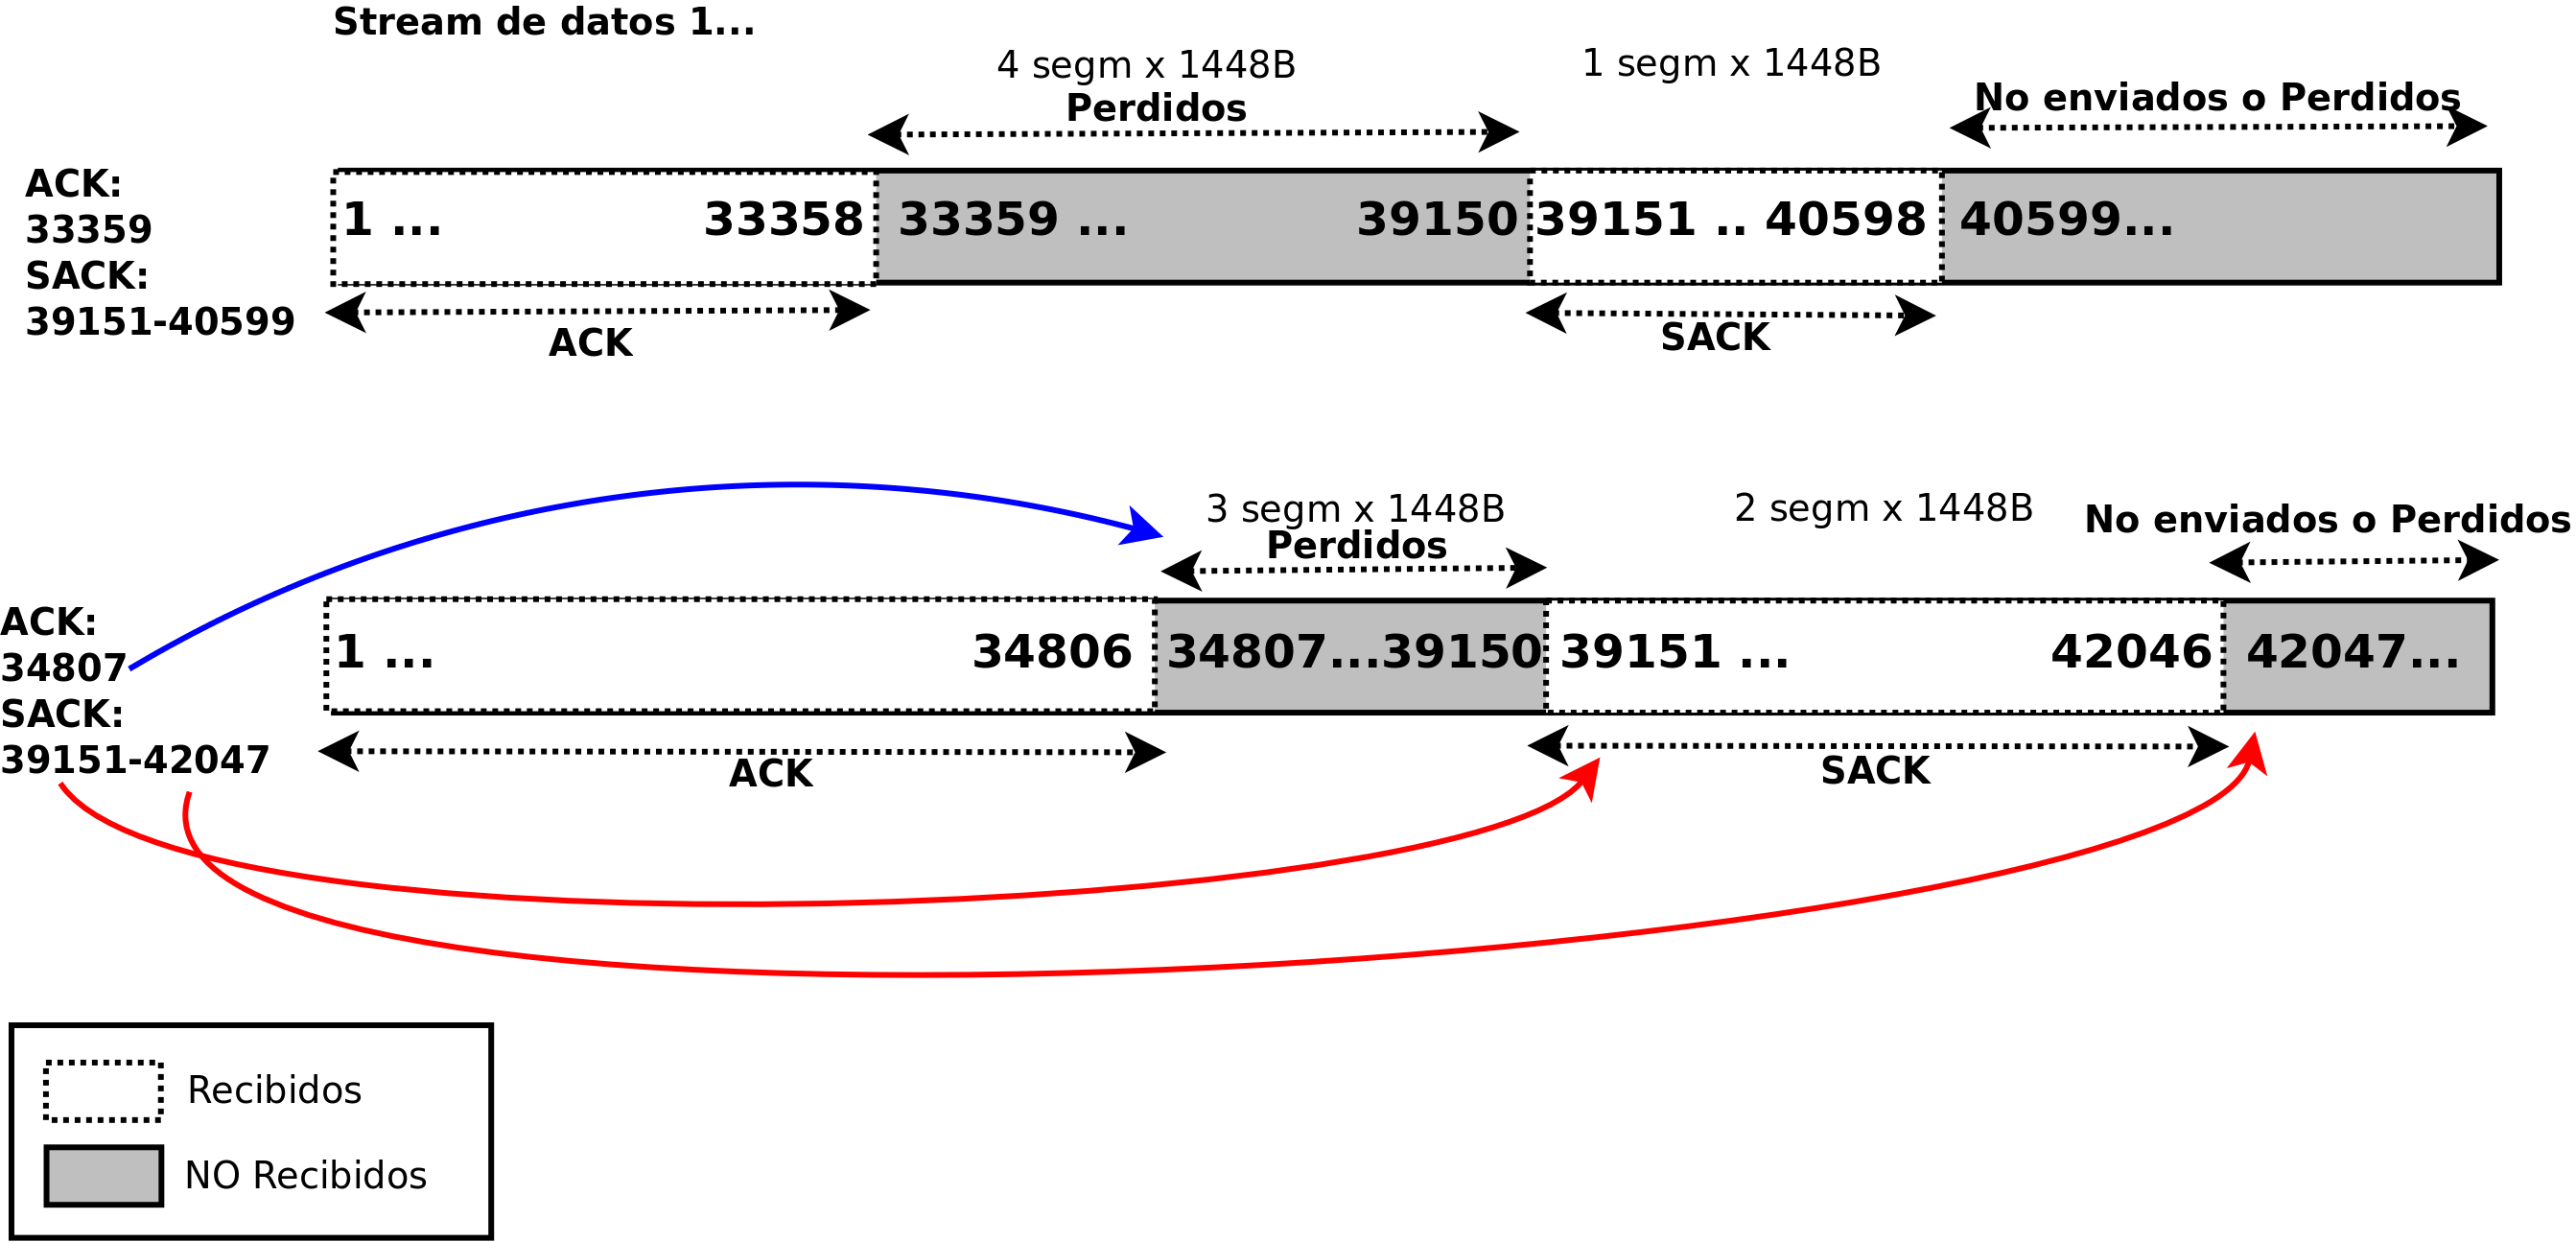 Stream de datos 1...
4 segm x 1448B
Perdidos
1 segm x 1448B
No enviados o Perdidos
ACK:
33359
SACK:
39151-40599
1 ... 33358 33359 ... 39150 39151 .. 40598 40599...
ACK
SACK
3 segm x 1448B
Perdidos
2 segm x 1448B
No enviados o Perdidos
ACK:
34807
SACK:
39151-42047
1 ... 34806 34807...39150 39151 ... 42046 42047...
ACK
SACK
Recibidos
NO Recibidos